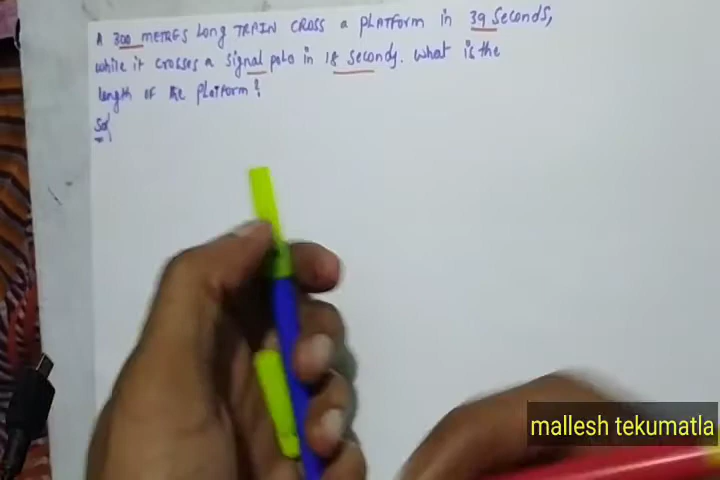 A 300 METRES Long TRAIN CROSS a PLATFORM in 39 Seconds,
while it crosses a signal pole in 18 seconds. What is the
length of the platform?
Sol
mallesh tekumatla